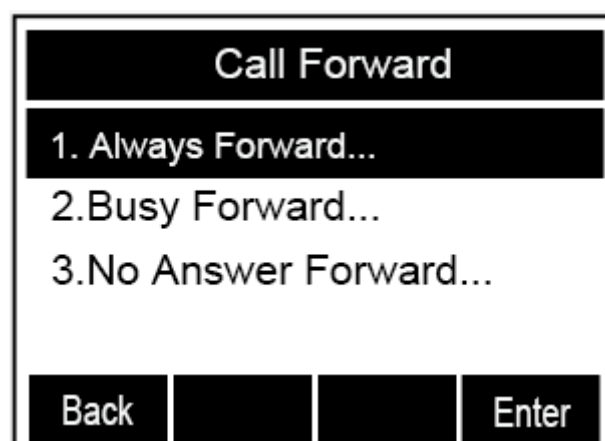 Call Forward
1. Always Forward...
2.Busy Forward...
3.No Answer Forward...
Back Enter